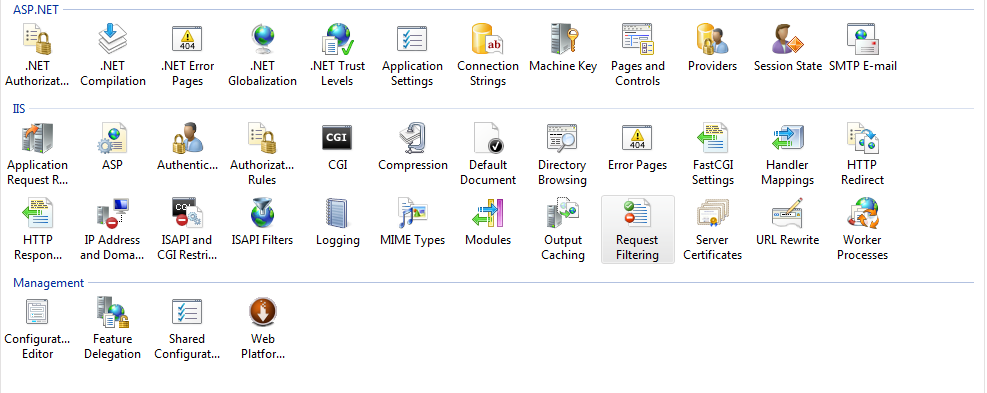 ASP.NET
.NET Authorizat...
.NET Compilation
.NET Error Pages
404
.NET Globalization
.NET Trust Levels
Application Settings
ab
Connection Strings
Machine Key
Pages and Controls
Providers
Session State
SMTP E-mail
IIS
Application Request R...
ASP
Authentic...
Authorizat... Rules
CGI
CGI
Compression
Default Document
Directory Browsing
404
Error Pages
FastCGI Settings
Handler Mappings
HTTP Redirect
HTTP Respon...
IP Address and Doma...
CGI
ISAPI and CGI Restri...
ISAPI Filters
Logging
MIME Types
Modules
Output Caching
Request Filtering
Server Certificates
URL Rewrite
Worker Processes
Management
Configurat... Editor
Feature Delegation
Shared Configurat...
Web Platfor...